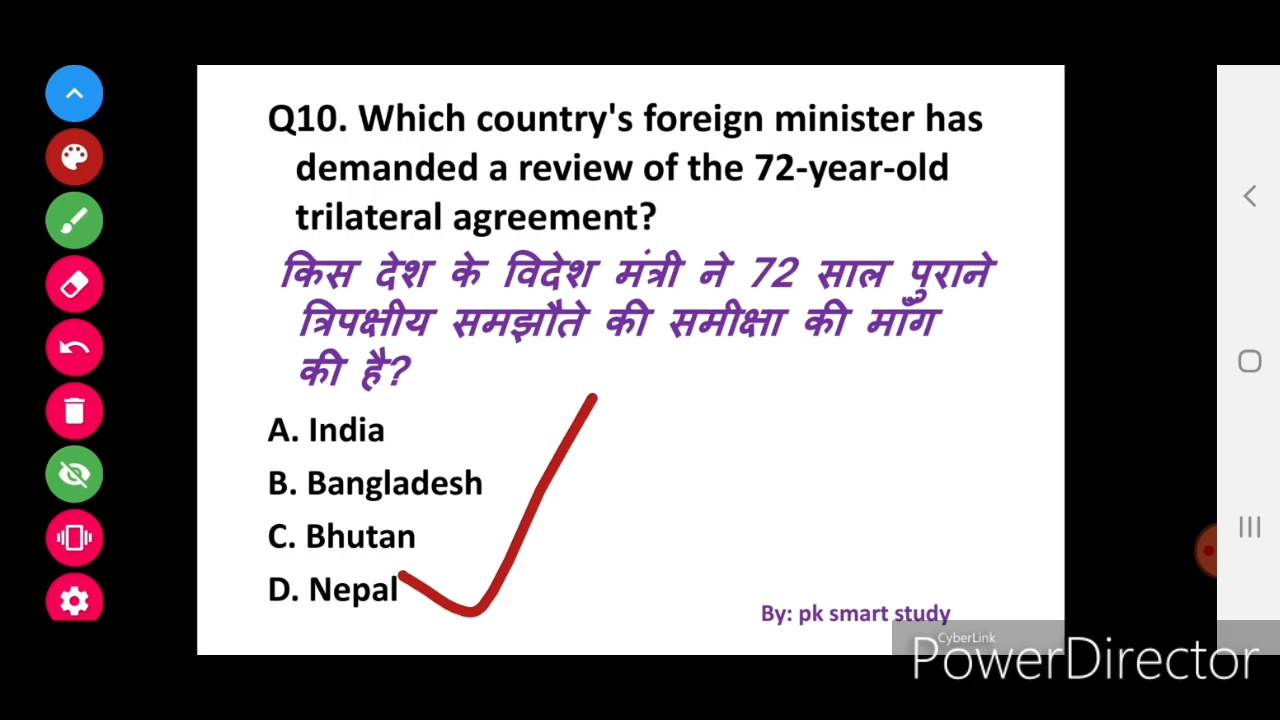 Q10. Which country's foreign minister has
demanded a review of the 72-year-old
trilateral agreement?
किस देश के विदेश मंत्री ने 72 साल पुराने
त्रिपक्षीय समझौते की समीक्षा की माँग
की है?
A. India
B. Bangladesh
C. Bhutan
D. Nepal
By: pk smart study
CyberLink
PowerDirector